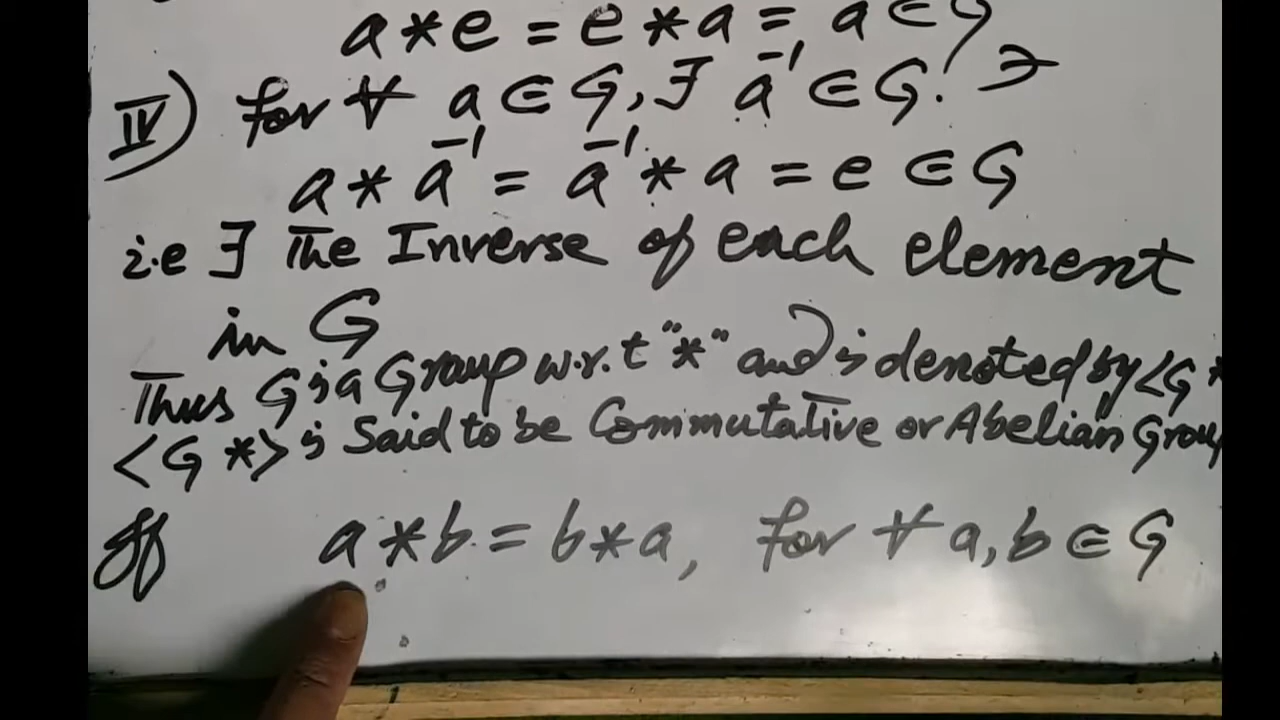 a * e = e * a = a ∈ G
IV) for ∀ a ∈ G, ∃ a⁻¹ ∈ G. ∋
a * a⁻¹ = a⁻¹ * a = e ∈ G
i.e ∃ The Inverse of each element
in G
Thus G is a Group w.r.t "*" and is denoted by <G *
<G *> is Said to be Commutative or Abelian Group
iff a * b = b * a, for ∀ a, b ∈ G